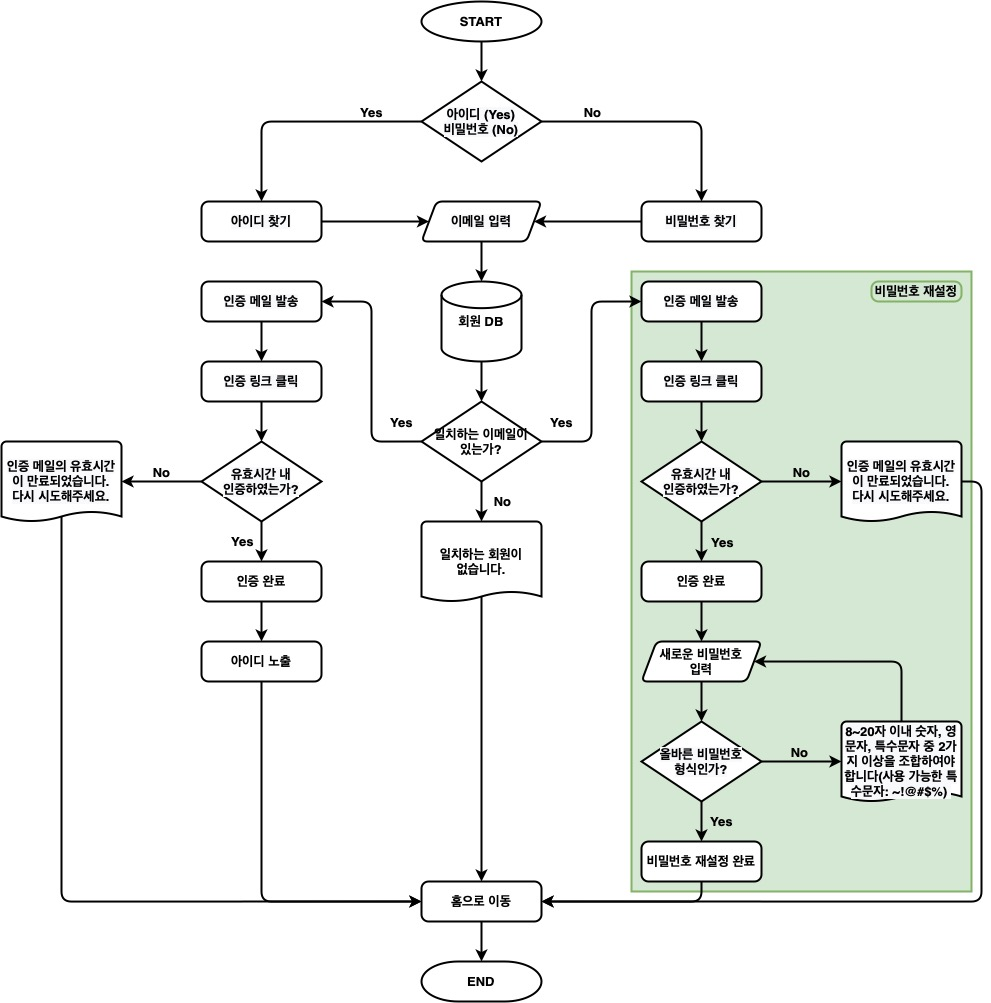 START
아이디 (Yes)
비밀번호 (No)
Yes
No
아이디 찾기
이메일 입력
비밀번호 찾기
인증 메일 발송
회원 DB
인증 메일 발송
비밀번호 재설정
인증 링크 클릭
인증 링크 클릭
Yes
일치하는 이메일이
있는가?
Yes
인증 메일의 유효시간
이 만료되었습니다.
다시 시도해주세요.
No
유효시간 내
인증하였는가?
유효시간 내
인증하였는가?
No
인증 메일의 유효시간
이 만료되었습니다.
다시 시도해주세요.
No
Yes
Yes
일치하는 회원이
없습니다.
인증 완료
인증 완료
아이디 노출
새로운 비밀번호
입력
올바른 비밀번호
형식인가?
No
8~20자 이내 숫자, 영
문자, 특수문자 중 2가
지 이상을 조합하여야
합니다(사용 가능한 특
수문자: ~!@#$%)
Yes
비밀번호 재설정 완료
홈으로 이동
END